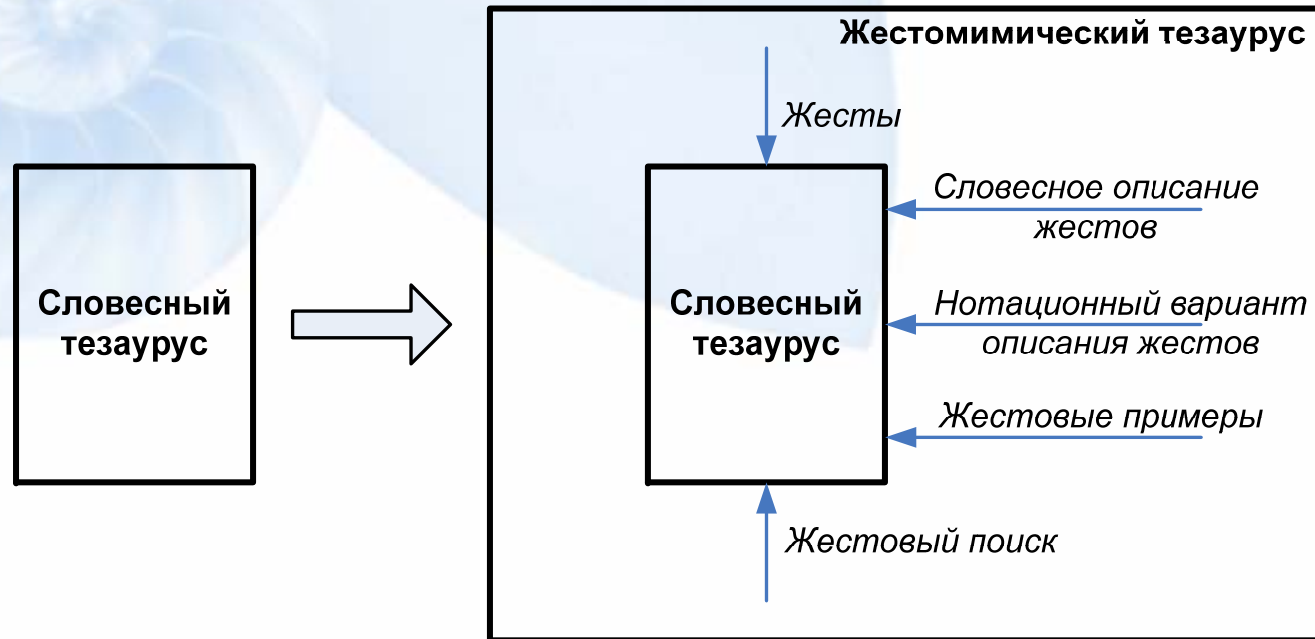 Жестомимический тезаурус
Жесты
Словесное описание
жестов
Словесный
тезаурус
Словесный
тезаурус
Нотационный вариант
описания жестов
Жестовые примеры
Жестовый поиск